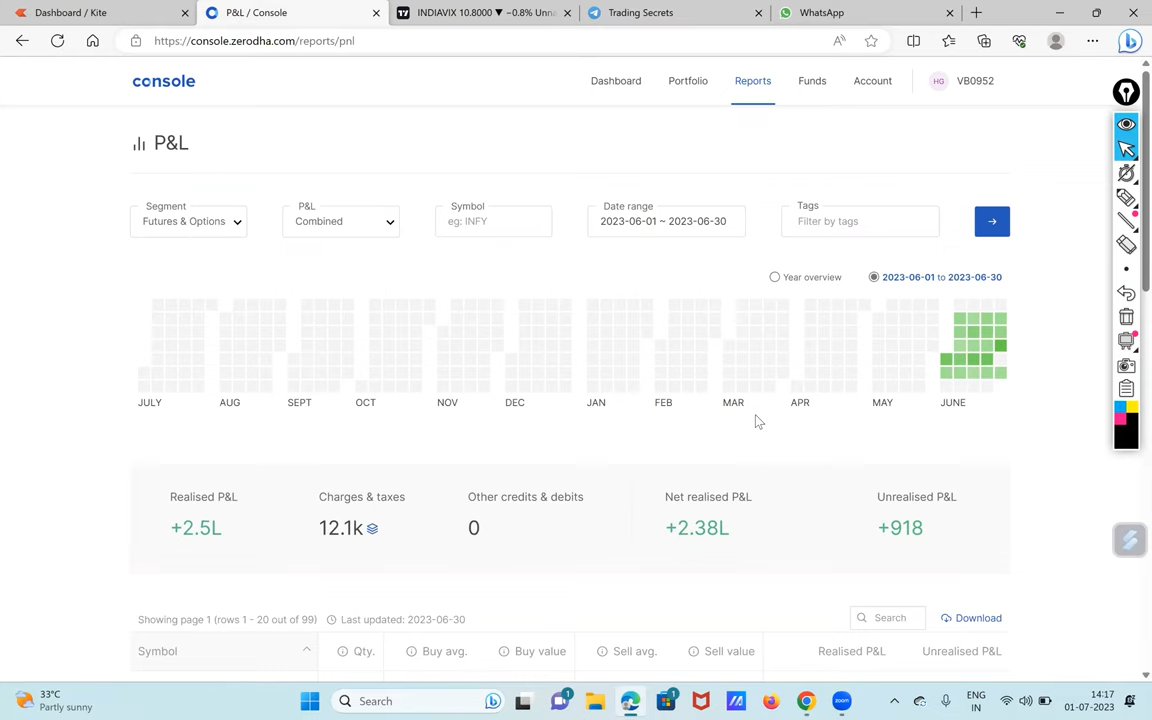 Dashboard / Kite
P&L / Console
INDIAVIX 10.8000 ▼ −0.8% Unna
Trading Secrets
WhatsApp
https://console.zerodha.com/reports/pnl
console
Dashboard
Portfolio
Reports
Funds
Account
HG
VB0952
P&L
Segment
Futures & Options
P&L
Combined
Symbol
eg: INFY
Date range
2023-06-01 ~ 2023-06-30
Tags
Filter by tags
Year overview
2023-06-01 to 2023-06-30
JULY AUG SEPT OCT NOV DEC JAN FEB MAR APR MAY JUNE
Realised P&L
+2.5L
Charges & taxes
12.1k
Other credits & debits
0
Net realised P&L
+2.38L
Unrealised P&L
+918
Showing page 1 (rows 1 - 20 out of 99)
Last updated: 2023-06-30
Search
Download
Symbol
Qty.
Buy avg.
Buy value
Sell avg.
Sell value
Realised P&L
Unrealised P&L
33°C
Partly sunny
Search
1
1
zoom
ENG
IN
14:17
01-07-2023